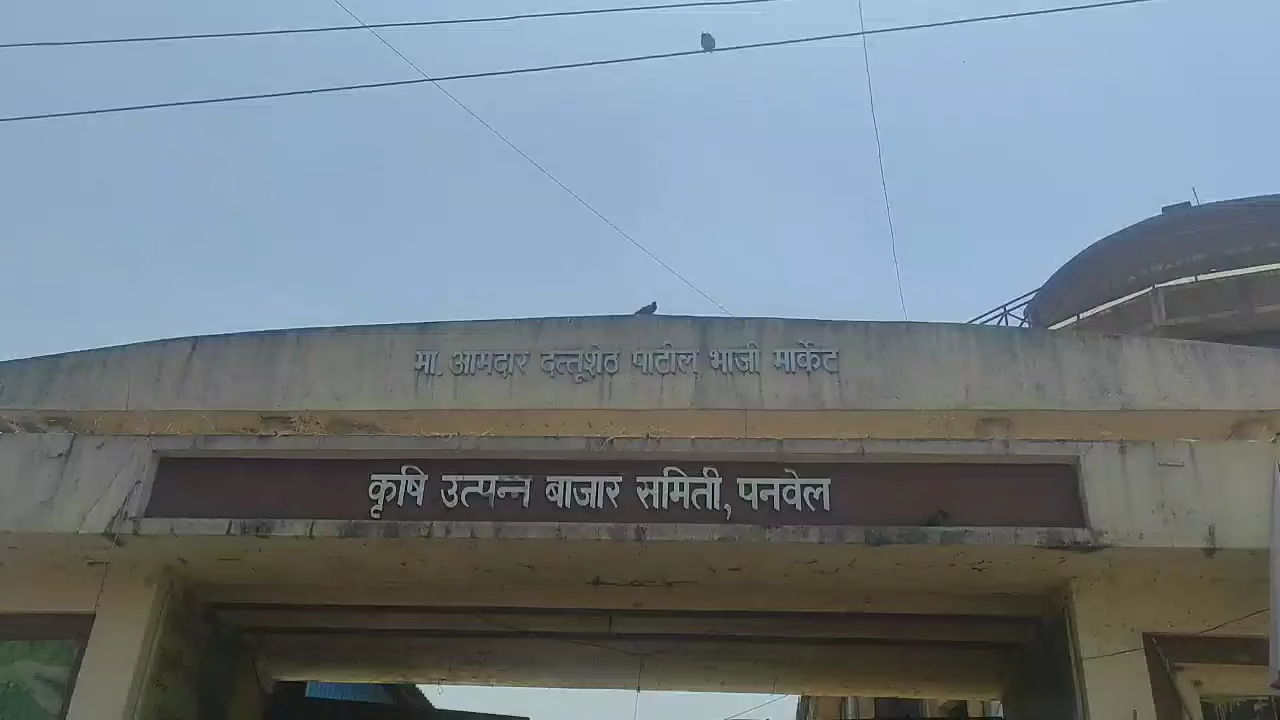 मा. आमदार दत्तूशेठ पाटील भाजी मार्केट
कृषि उत्पन्न बाजार समिती, पनवेल